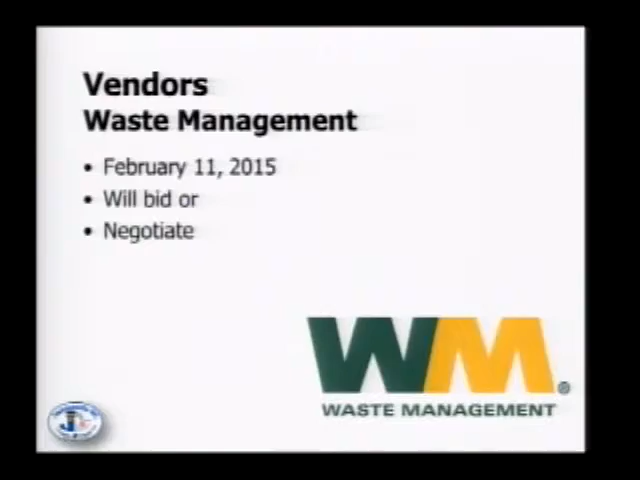 Vendors
Waste Management
• February 11, 2015
• Will bid or
• Negotiate
WM®
WASTE MANAGEMENT